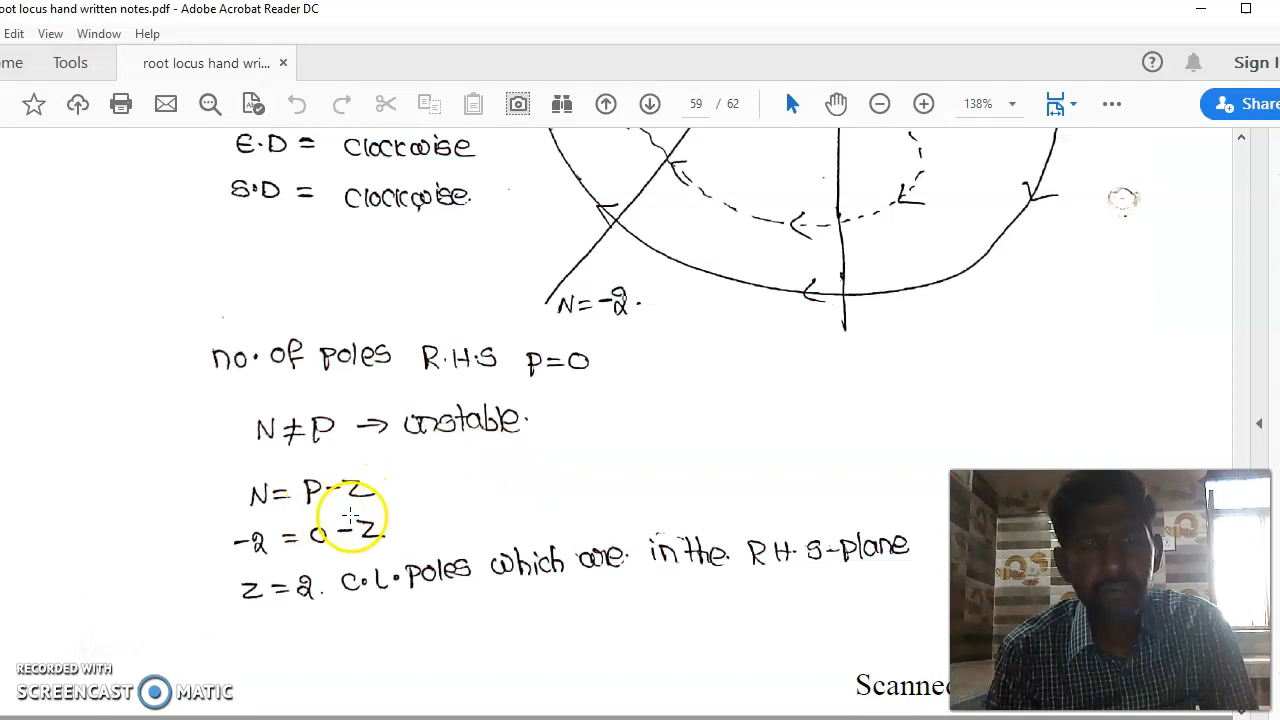 root locus hand written notes.pdf - Adobe Acrobat Reader DC
Edit View Window Help
ome Tools root locus hand wri... × Sign I
59 / 62 138% Share
E.D = clockwise
S.D = clockwise.
N = -2.
no. of poles R.H.S P=0
N ≠ P → unstable.
N = P-Z
-2 = 0 -Z
Z = 2. C.L. poles which are in the R.H.S-plane
Scanned
RECORDED WITH
SCREENCAST MATIC